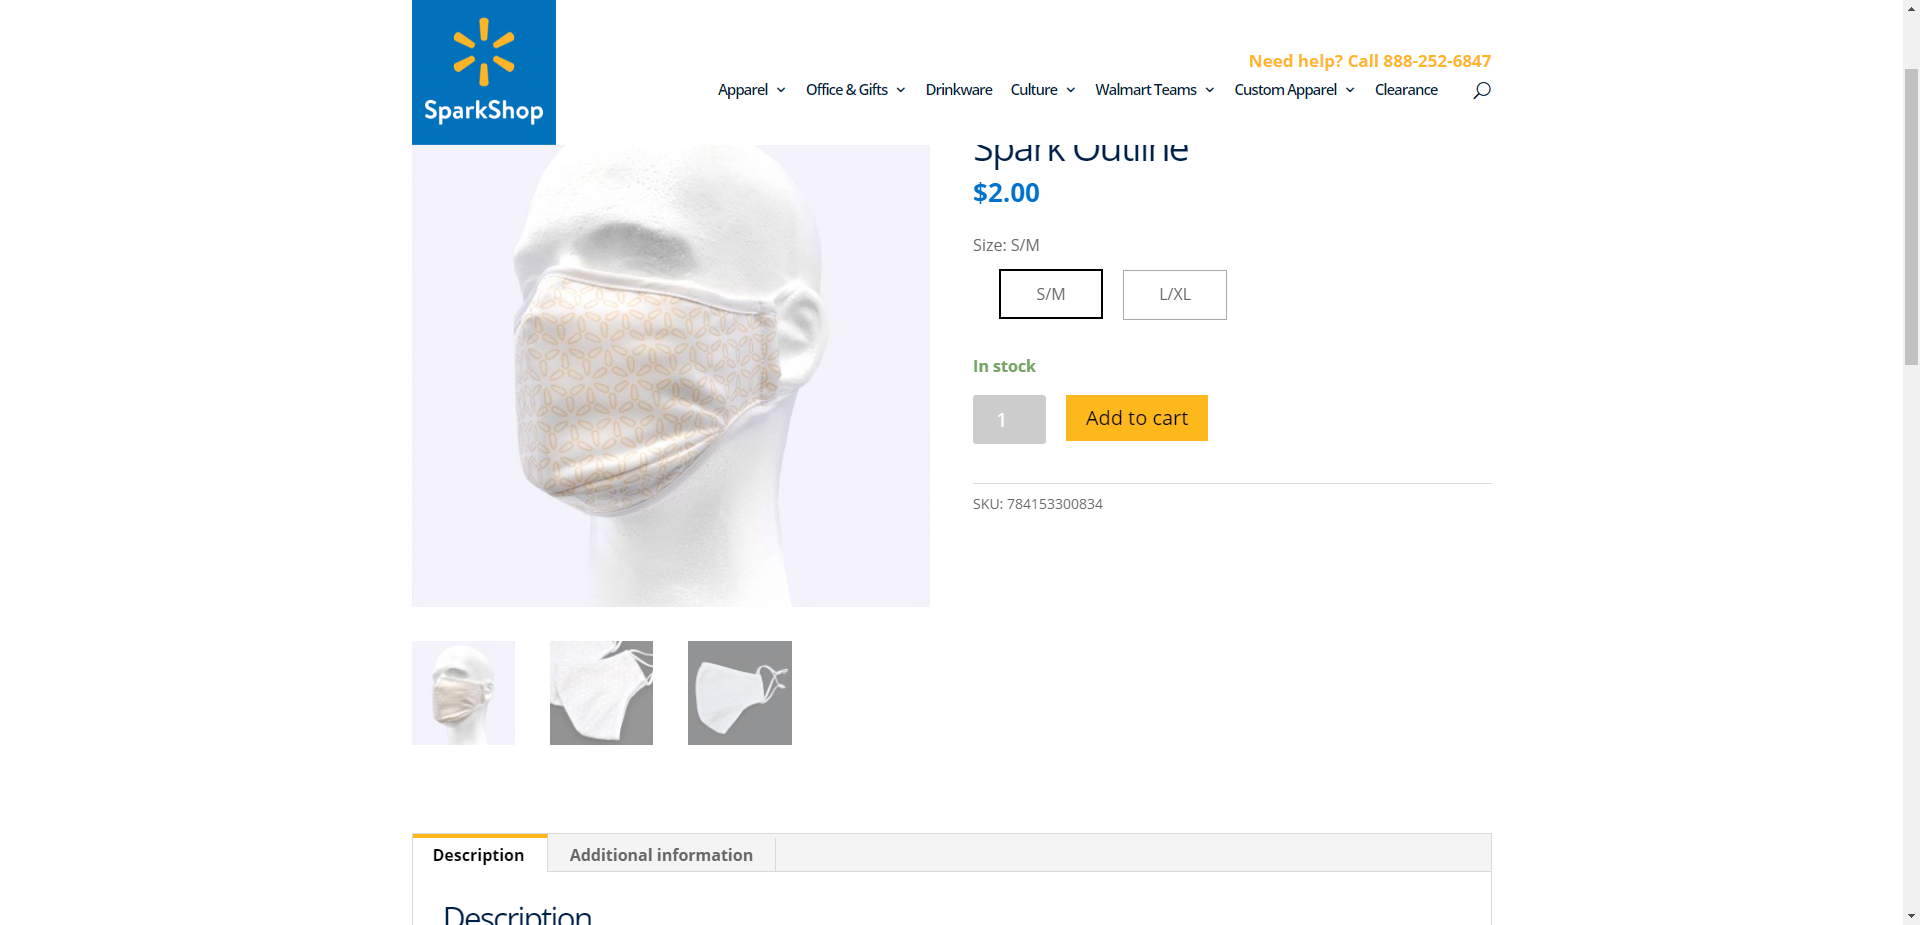 SparkShop
Need help? Call 888-252-6847
Apparel Office & Gifts Drinkware Culture Walmart Teams Custom Apparel Clearance
Spark Outline
$2.00
Size: S/M
S/M L/XL
In stock
1 Add to cart
SKU: 784153300834
Description Additional information
Description